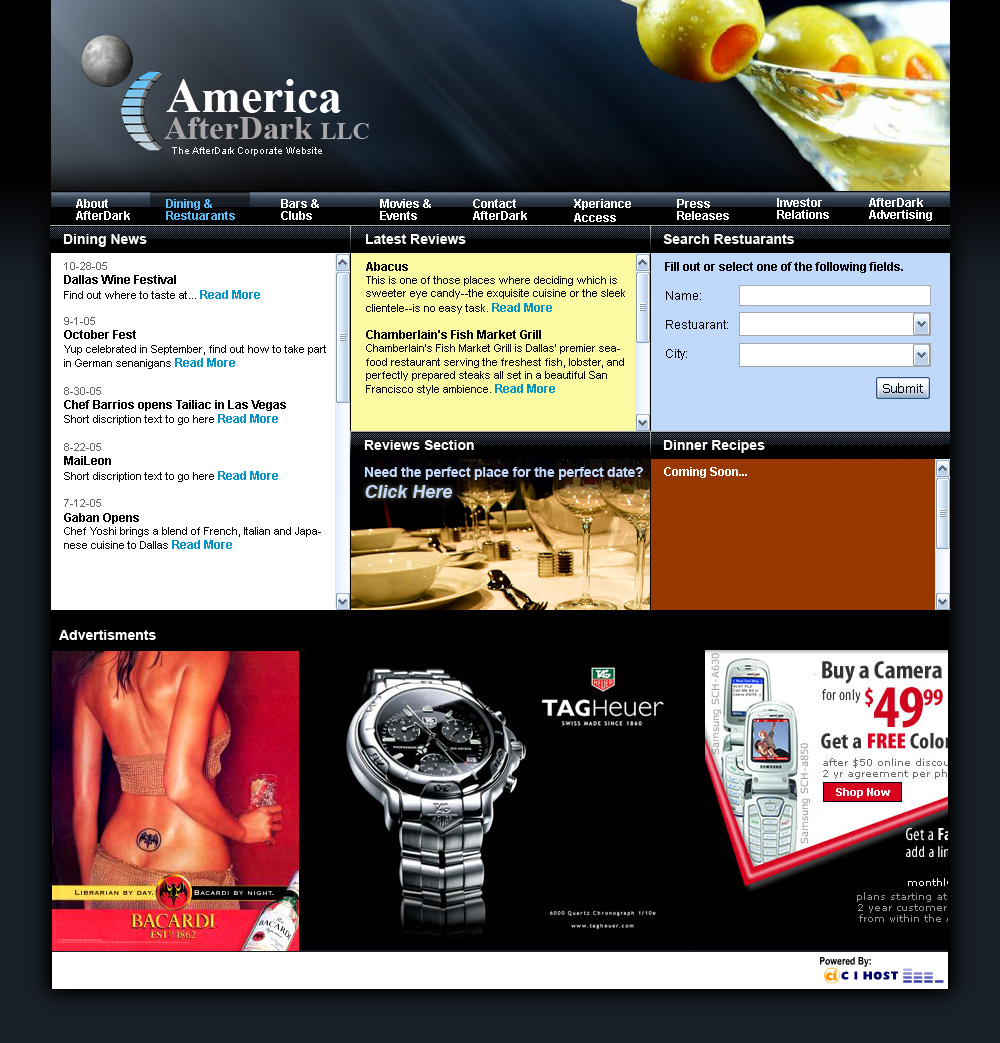 America
AfterDark LLC
The AfterDark Corporate Website
About
AfterDark
Dining &
Restuarants
Bars &
Clubs
Movies &
Events
Contact
AfterDark
Xperiance
Access
Press
Releases
Investor
Relations
AfterDark
Advertising
Dining News
10-28-05
Dallas Wine Festival
Find out where to taste at... Read More
9-1-05
October Fest
Yup celebrated in September, find out how to take part
in German senanigans Read More
8-30-05
Chef Barrios opens Tailiac in Las Vegas
Short discription text to go here Read More
8-22-05
MaiLeon
Short discription text to go here Read More
7-12-05
Gaban Opens
Chef Yoshi brings a blend of French, Italian and Japa-
nese cuisine to Dallas Read More
Latest Reviews
Abacus
This is one of those places where deciding which is
sweeter eye candy--the exquisite cuisine or the sleek
clientele--is no easy task. Read More
Chamberlain's Fish Market Grill
Chamberlain's Fish Market Grill is Dallas' premier sea-
food restaurant serving the freshest fish, lobster, and
perfectly prepared steaks all set in a beautiful San
Francisco style ambience. Read More
Search Restuarants
Fill out or select one of the following fields.
Name:
Restuarant:
City:
Submit
Reviews Section
Need the perfect place for the perfect date?
Click Here
Dinner Recipes
Coming Soon...
Advertisments
LIBRARIAN BY DAY. BACARDI BY NIGHT.
BACARDI
ESTD 1862
BACARDI
TAG
HEUER
TAGHeuer
SWISS MADE SINCE 1860
PROFESSIONAL
200 METERS
6000 Quartz Chronograph 1/10e
www.tagheuer.com
Samsung SCH-A630
Samsung SCH-a850
SAMSUNG
Buy a Camera
for only $49.99
Get a FREE Color
after $50 online discou
2 yr agreement per ph
Shop Now
Get a Fa
add a lin
monthly
plans starting at
2 year customer
from within the A
Powered By:
ci C I HOST